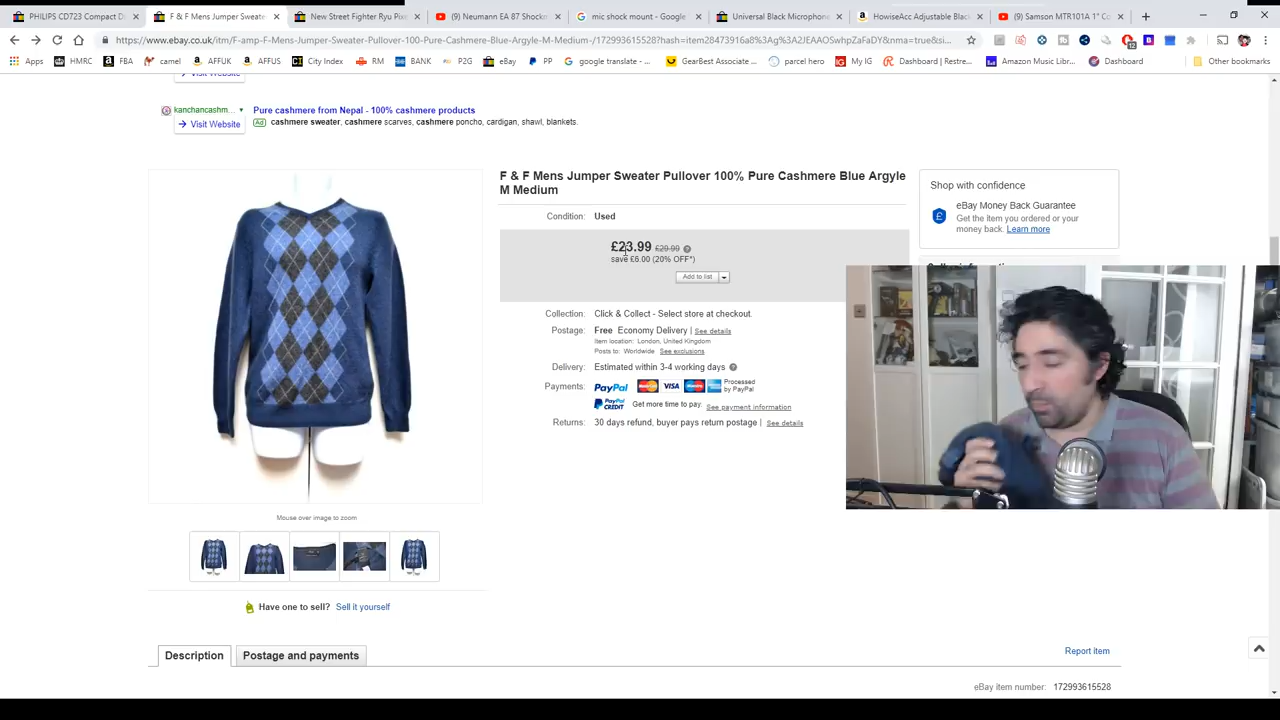 PHILIPS CD723 Compact D
F & F Mens Jumper Sweate
New Street Fighter Ryu Pixe
(9) Neumann EA 87 Shockm
mic shock mount - Google
Universal Black Microphone
HowiseAcc Adjustable Black
(9) Samson MTR101A 1" Co
https://www.ebay.co.uk/itm/F-amp-F-Mens-Jumper-Sweater-Pullover-100-Pure-Cashmere-Blue-Argyle-M-Medium-/172993615528?hash=item28473916a8%3Ag%3A2JEAAOSwhpZaFaDY&nma=true&si...
Apps
HMRC
FBA
camel
AFFUK
AFFUS
City Index
RM
BANK
P2G
eBay
PP
google translate - ...
parcel hero
GearBest Associate ...
My IG
Dashboard | Restre...
Amazon Music Libr...
Dashboard
Other bookmarks
Visit Website
kanchancashm...
Pure cashmere from Nepal - 100% cashmere products
Visit Website
Ad
cashmere sweater, cashmere scarves, cashmere poncho, cardigan, shawl, blankets.
F & F Mens Jumper Sweater Pullover 100% Pure Cashmere Blue Argyle
M Medium
Condition: Used
£23.99 £29.99
save £6.00 (20% OFF*)
Add to list
Collection: Click & Collect - Select store at checkout.
Postage: Free Economy Delivery | See details
Item location: London, United Kingdom
Posts to: Worldwide See exclusions
Delivery: Estimated within 3-4 working days
Payments: PayPal VISA Processed
by PayPal
PayPal
CREDIT Get more time to pay. See payment information
Returns: 30 days refund, buyer pays return postage | See details
Shop with confidence
eBay Money Back Guarantee
Get the item you ordered or your
money back. Learn more
Mouse over image to zoom
Have one to sell? Sell it yourself
Description
Postage and payments
Report item
eBay item number: 172993615528